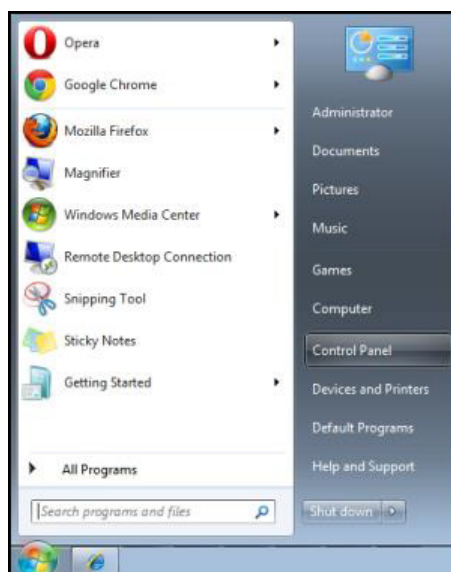 Opera
Google Chrome
Mozilla Firefox
Magnifier
Windows Media Center
Remote Desktop Connection
Snipping Tool
Sticky Notes
Getting Started
All Programs
Search programs and files
Administrator
Documents
Pictures
Music
Games
Computer
Control Panel
Devices and Printers
Default Programs
Help and Support
Shut down